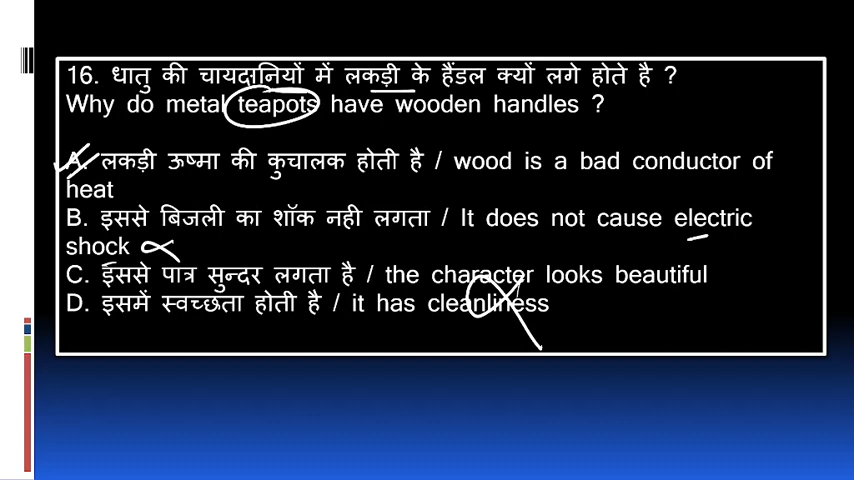 16. धातु की चायदानियों में लकड़ी के हैंडल क्यों लगे होते है ?
Why do metal teapots have wooden handles ?
A. लकड़ी ऊष्मा की कुचालक होती है / wood is a bad conductor of
heat
B. इससे बिजली का शॉक नही लगता / It does not cause electric
shock
C. इससे पात्र सुन्दर लगता है / the character looks beautiful
D. इसमें स्वच्छता होती है / it has cleanliness